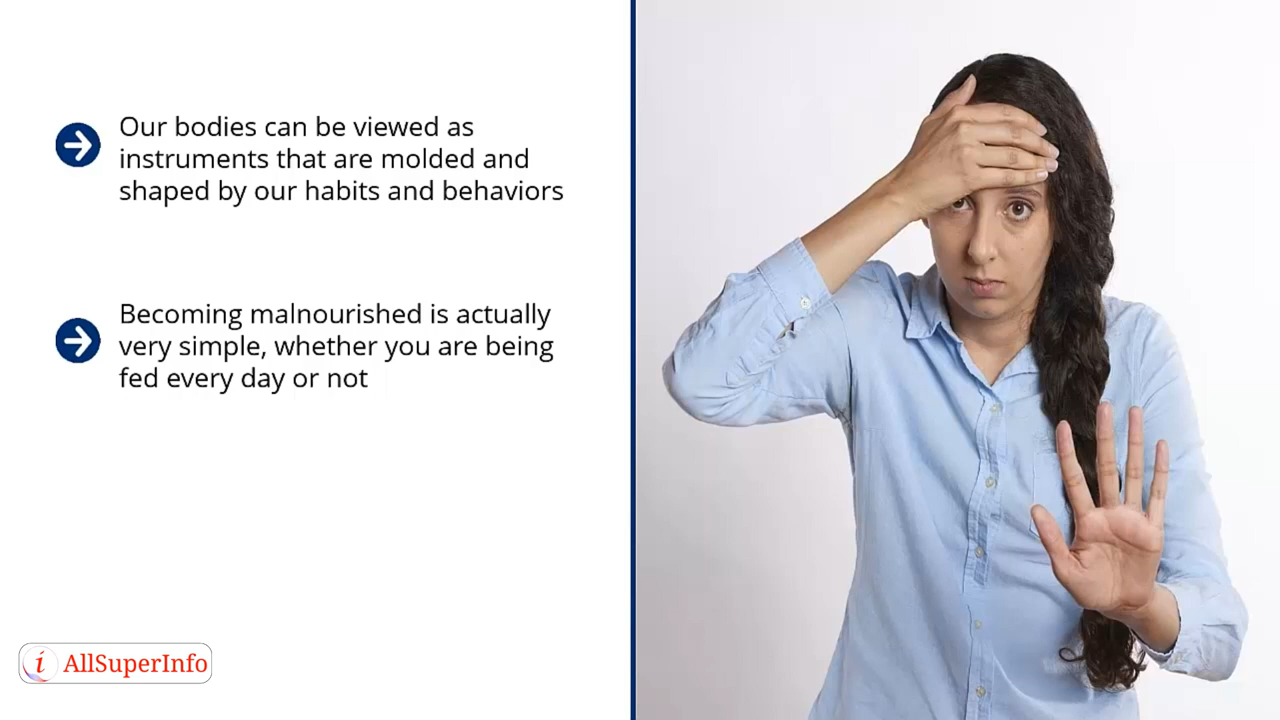 Our bodies can be viewed as
instruments that are molded and
shaped by our habits and behaviors
Becoming malnourished is actually
very simple, whether you are being
fed every day or not
i AllSuperInfo